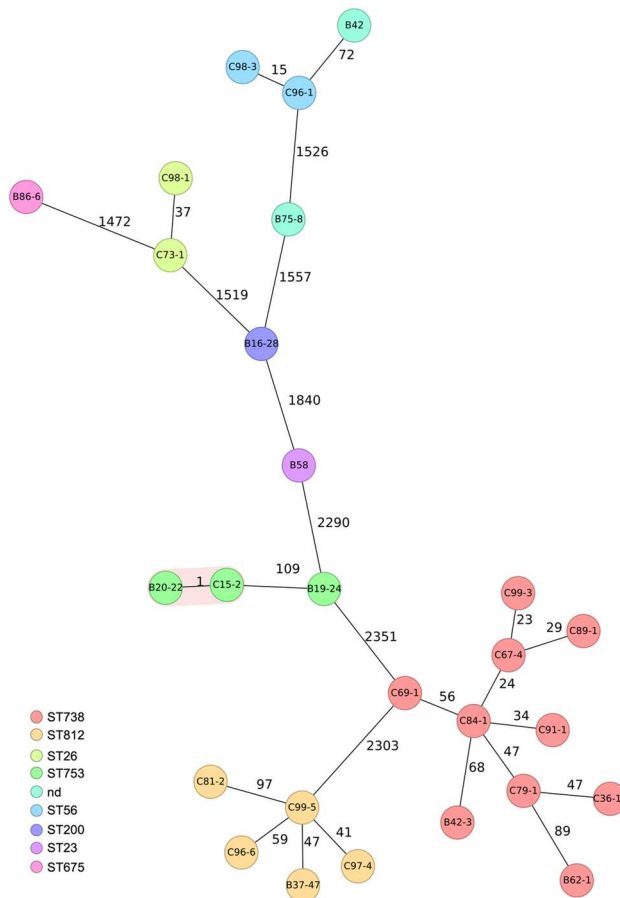 B42
C98-3
15
72
C96-1
1526
C98-1
B86-6
37
1472
B75-8
C73-1
1519
1557
B16-28
1840
B58
2290
109
B20-22
1
C15-2
B19-24
C99-3
23
29
C89-1
2351
C67-4
24
C69-1
56
C84-1
34
C91-1
ST738
2303
47
ST812
68
ST26
C81-2
97
C79-1
47
C36-1
ST753
C99-5
nd
B42-3
ST56
59
47
41
89
ST200
C96-6
C97-4
ST23
B37-47
B62-1
ST675